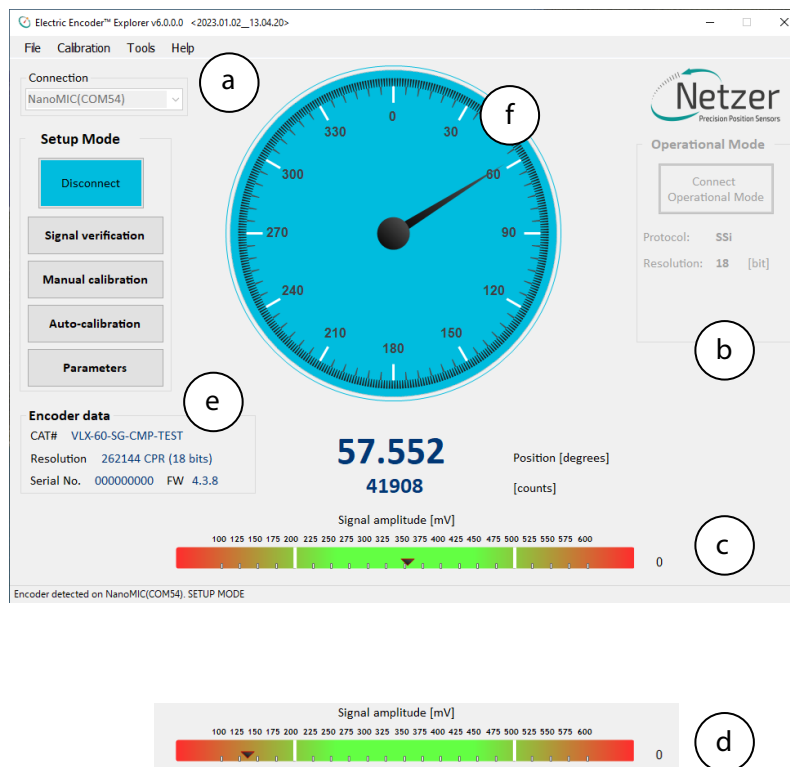 Electric Encoder™ Explorer v6.0.0.0 <2023.01.02__13.04.20>
File Calibration Tools Help
Connection
NanoMIC(COM54)
a
f
Netzer
Precision Position Sensors
Setup Mode
Disconnect
Signal verification
Manual calibration
Auto-calibration
Parameters
0
30
60
90
120
150
180
210
240
270
300
330
Operational Mode
Connect
Operational Mode
Protocol: SSi
Resolution: 18 [bit]
b
e
Encoder data
CAT# VLX-60-SG-CMP-TEST
Resolution 262144 CPR (18 bits)
Serial No. 000000000 FW 4.3.8
57.552 Position [degrees]
41908 [counts]
Signal amplitude [mV]
100 125 150 175 200 225 250 275 300 325 350 375 400 425 450 475 500 525 550 575 600
0
c
Encoder detected on NanoMIC(COM54). SETUP MODE
Signal amplitude [mV]
100 125 150 175 200 225 250 275 300 325 350 375 400 425 450 475 500 525 550 575 600
0
d